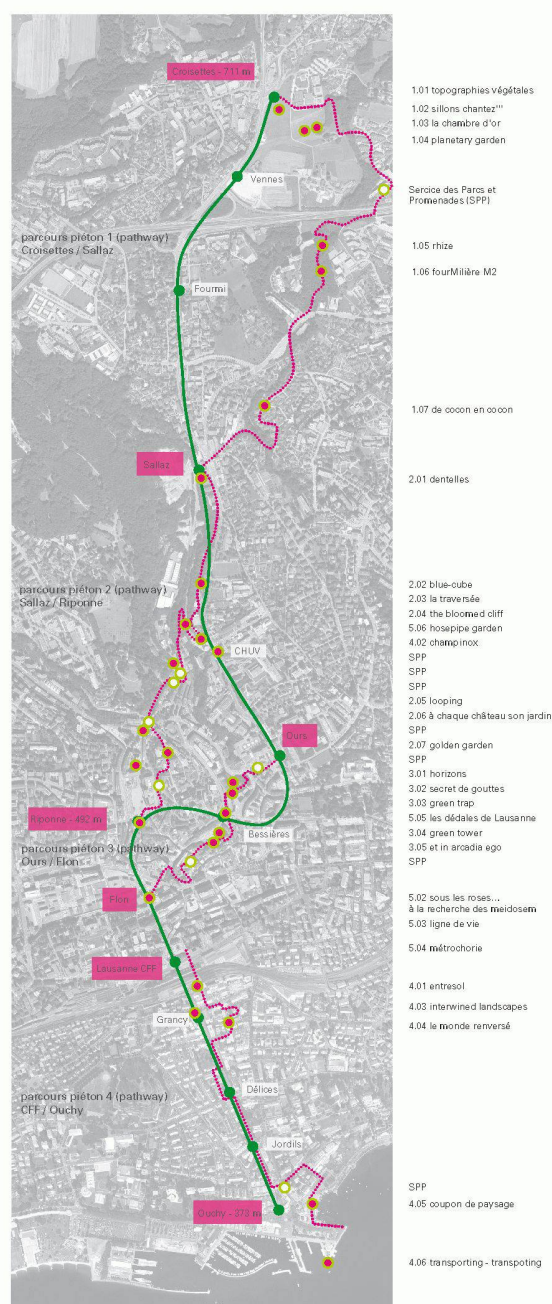 Croisettes - 711 m
1.01 topographies végétales
1.02 sillons chantez'''
1.03 la chambre d'or
1.04 planetary garden
Vennes
Sercice des Parcs et
Promenades (SPP)
parcours piéton 1 (pathway)
Croisettes / Sallaz
1.05 rhize
1.06 fourMilière M2
Fourmi
1.07 de cocon en cocon
Sallaz
2.01 dentelles
parcours piéton 2 (pathway)
Sallaz / Riponne
2.02 blue-cube
2.03 la traversée
2.04 the bloomed cliff
5.06 hosepipe garden
4.02 champinox
CHUV
SPP
SPP
SPP
2.05 looping
2.06 à chaque château son jardin
SPP
Ours
2.07 golden garden
SPP
3.01 horizons
3.02 secret de gouttes
3.03 green trap
Riponne - 492 m
5.05 les dédales de Lausanne
Bessières
3.04 green tower
parcours piéton 3 (pathway)
Ours / Flon
3.05 et in arcadia ego
SPP
Flon
5.02 sous les roses...
à la recherche des meidosem
5.03 ligne de vie
5.04 métrochorie
Lausanne CFF
4.01 entresol
4.03 interwined landscapes
Grancy
4.04 le monde renversé
parcours piéton 4 (pathway)
CFF / Ouchy
Délices
Jordils
SPP
4.05 coupon de paysage
Ouchy - 373 m
4.06 transporting - transpoting